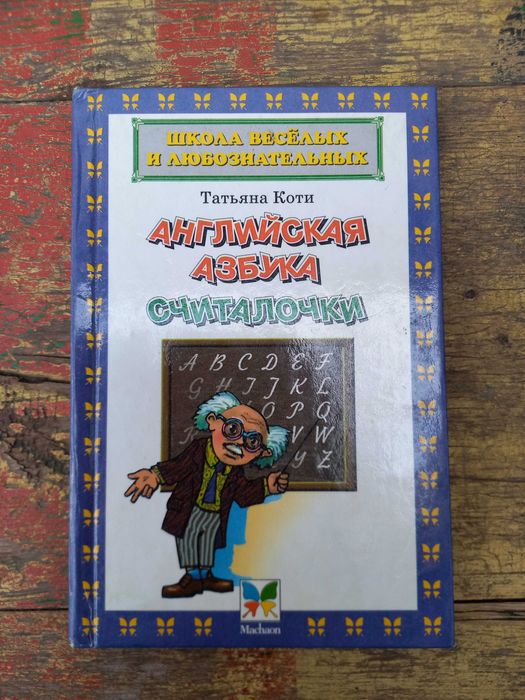 ШКОЛА ВЕСЁЛЫХ
И ЛЮБОЗНАТЕЛЬНЫХ
Татьяна Коти
АНГЛИЙСКАЯ
АЗБУКА
СЧИТАЛОЧКИ
A B C D E F
G H I J K L
O P Q
R V W
Y Z
Machaon